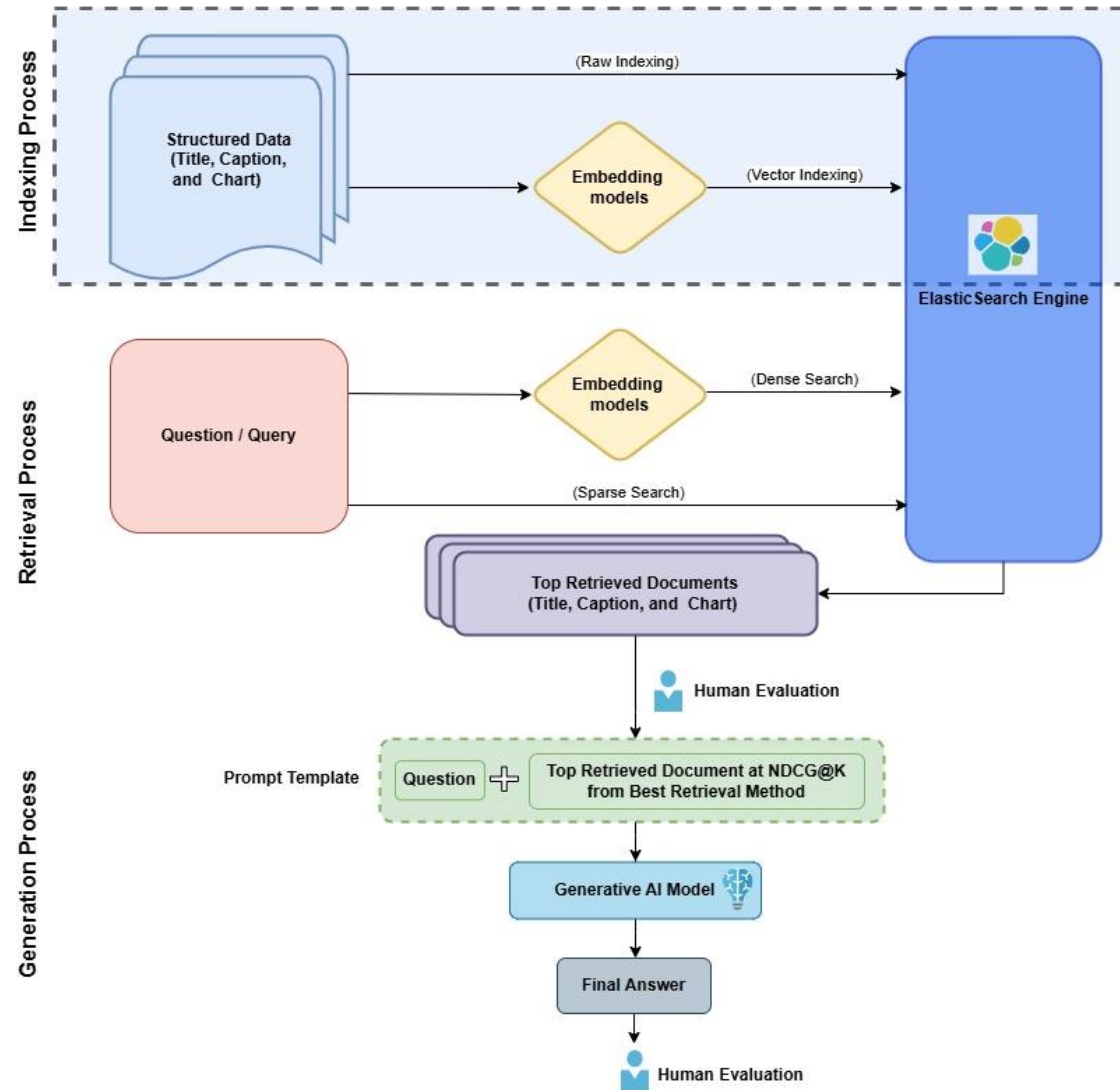 Indexing Process
(Raw Indexing)
Structured Data
(Title, Caption,
and Chart)
Embedding
models
(Vector Indexing)
ElasticSearch Engine
Retrieval Process
Question / Query
Embedding
models
(Dense Search)
(Sparse Search)
Top Retrieved Documents
(Title, Caption, and Chart)
Human Evaluation
Generation Process
Prompt Template
Question
Top Retrieved Document at NDCG@K
from Best Retrieval Method
Generative AI Model
Final Answer
Human Evaluation